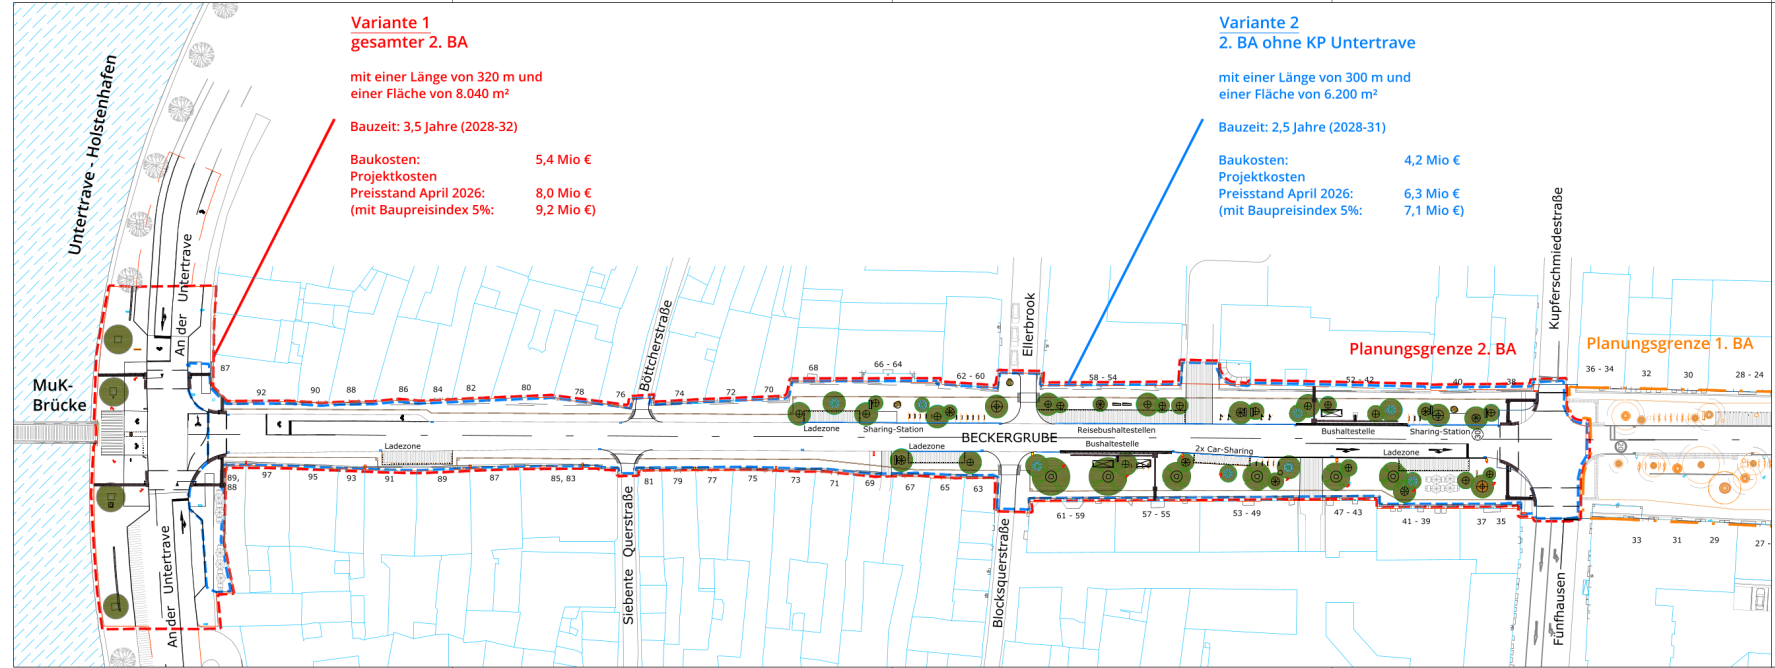 Variante 1
gesamter 2. BA
mit einer Länge von 320 m und
einer Fläche von 8.040 m²
Bauzeit: 3,5 Jahre (2028-32)
Baukosten: 5,4 Mio €
Projektkosten
Preisstand April 2026: 8,0 Mio €
(mit Baupreisindex 5%: 9,2 Mio €)
Variante 2
2. BA ohne KP Untertrave
mit einer Länge von 300 m und
einer Fläche von 6.200 m²
Bauzeit: 2,5 Jahre (2028-31)
Baukosten: 4,2 Mio €
Projektkosten
Preisstand April 2026: 6,3 Mio €
(mit Baupreisindex 5%: 7,1 Mio €)
Untertrave - Holstenhafen
An der Untertrave
Böttcherstraße
Ellerbrook
Kupferschmiedestraße
Planungsgrenze 2. BA
Planungsgrenze 1. BA
MuK-
Brücke
87
92
90
88
86
84
82
80
78
76
74
72
70
68
66 - 64
62 - 60
58 - 54
52 - 42
40
38
36 - 34
32
30
28 - 24
Ladezone
Sharing-Station
Reisebushaltestellen
Bushaltestelle
Sharing-Station
BECKERGRUBE
Ladezone
Ladezone
Bushaltestelle
2x Car-Sharing
Ladezone
89,
88
97
95
93
91
89
87
85, 83
81
79
77
75
73
71
69
67
65
63
61 - 59
57 - 55
53 - 49
47 - 43
41 - 39
37
35
33
31
29
27 -
An der Untertrave
Siebente Querstraße
Blocksquerstraße
Fünfhausen